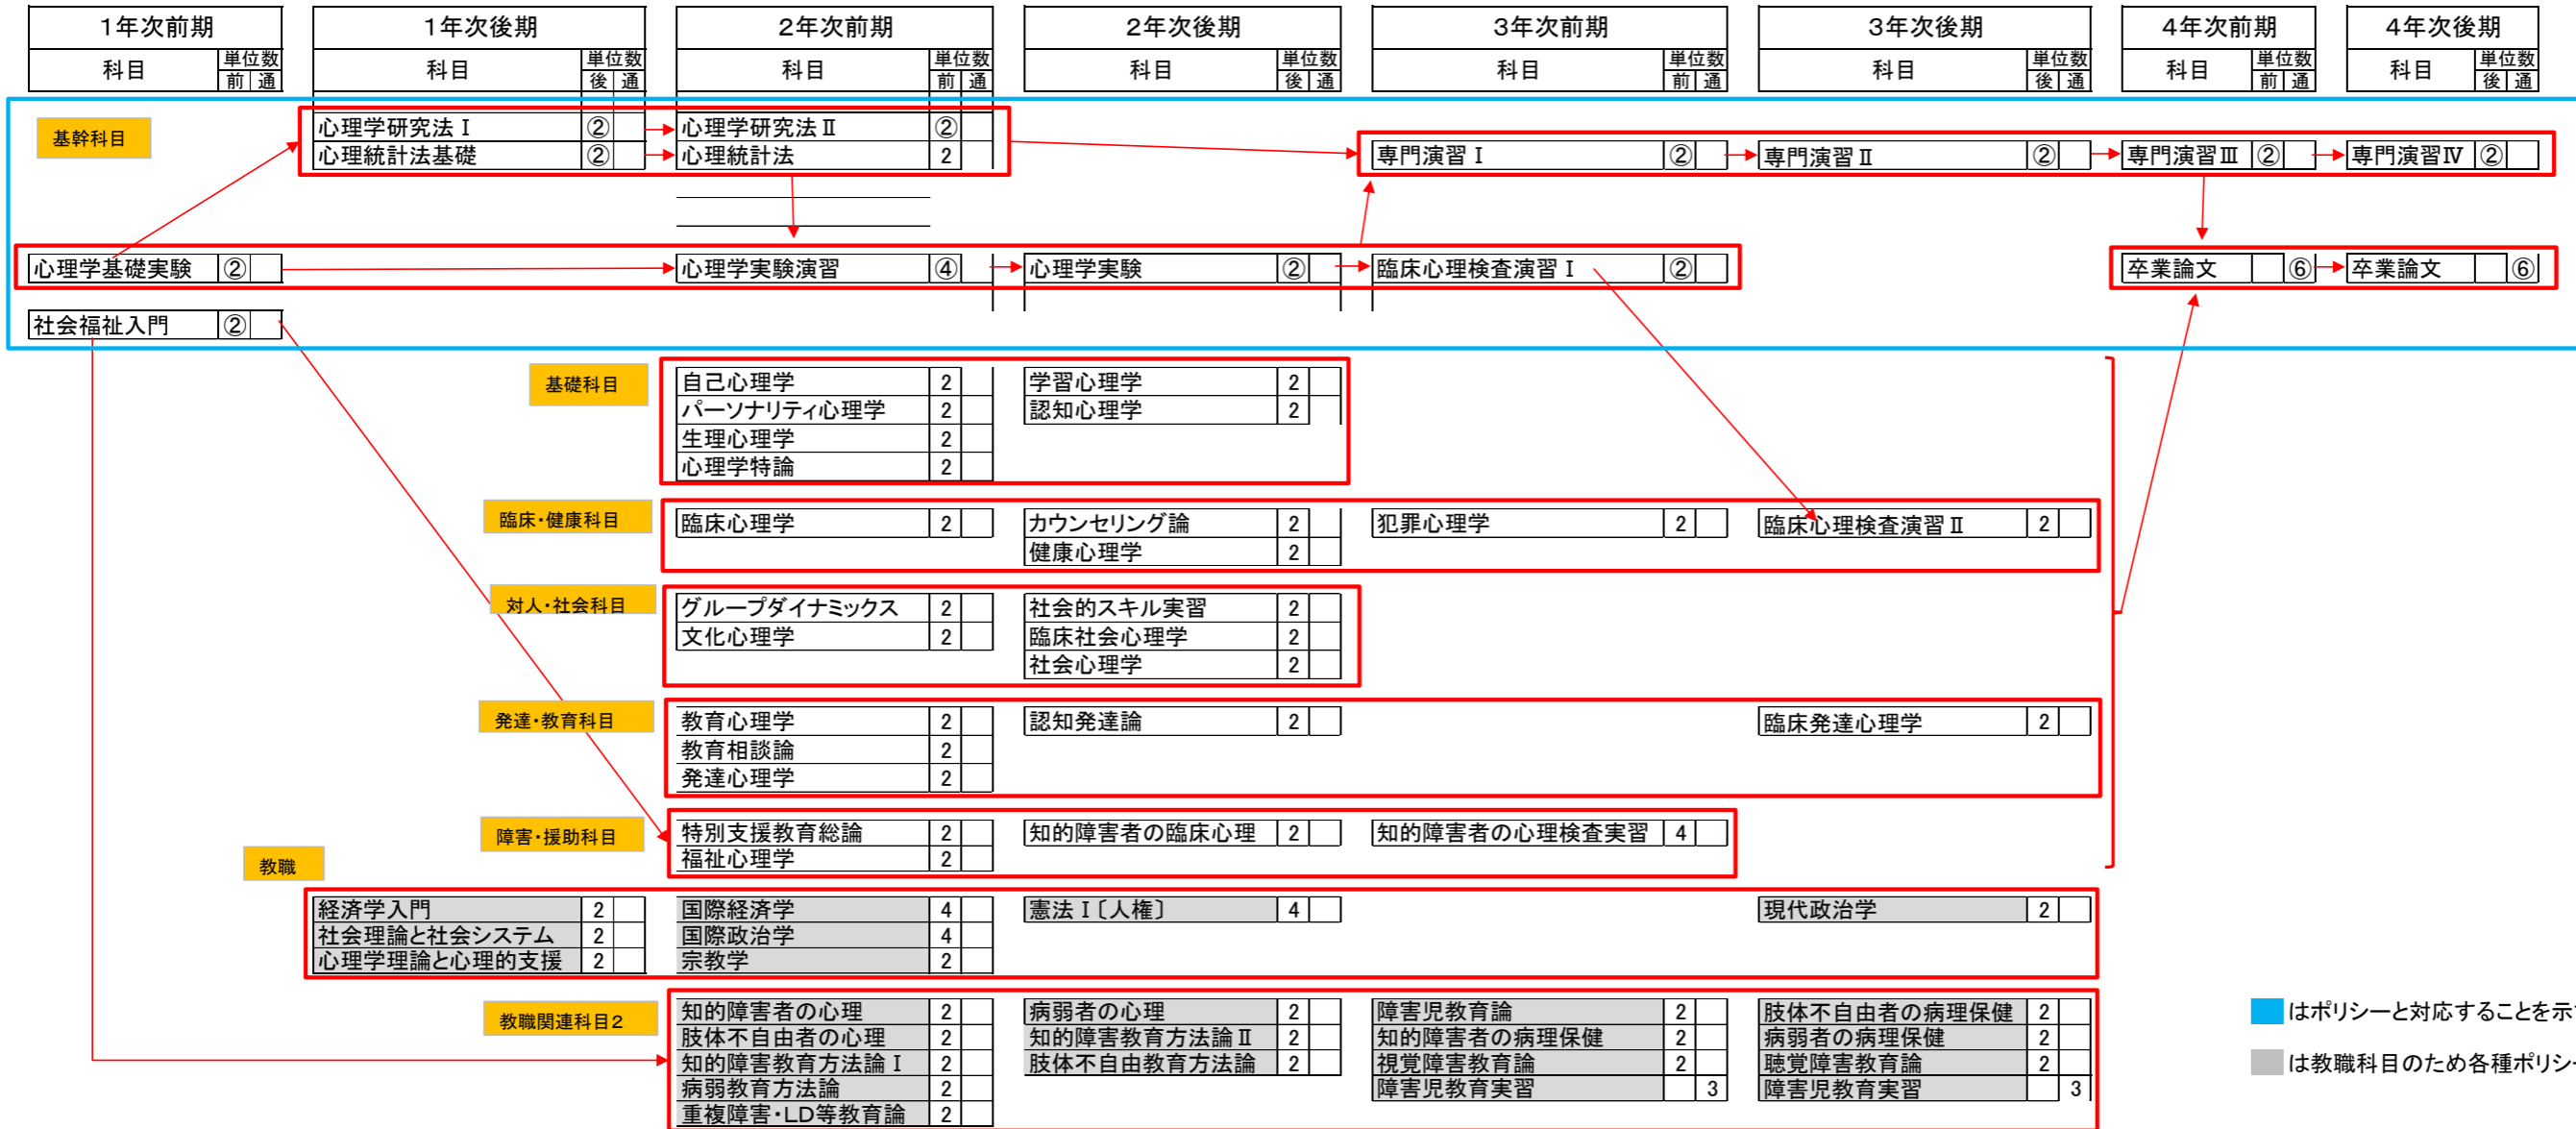 1年次前期 1年次後期 2年次前期 2年次後期 3年次前期 3年次後期 4年次前期 4年次後期
科目 単位数 科目 単位数 科目 単位数 科目 単位数 科目 単位数 科目 単位数 科目 単位数 科目 単位数
前 通 後 通 前 通 後 通 前 通 後 通 前 通 後 通
基幹科目
心理学研究法Ⅰ ② 心理学研究法Ⅱ ②
心理統計法基礎 ② 心理統計法 2 専門演習Ⅰ ② 専門演習Ⅱ ② 専門演習Ⅲ ② 専門演習Ⅳ ②
心理学基礎実験 ② 心理学実験演習 ④ 心理学実験 ② 臨床心理検査演習Ⅰ ② 卒業論文 ⑥ 卒業論文 ⑥
社会福祉入門 ②
基礎科目
自己心理学 2 学習心理学 2
パーソナリティ心理学 2 認知心理学 2
生理心理学 2
心理学特論 2
臨床・健康科目
臨床心理学 2 カウンセリング論 2 犯罪心理学 2 臨床心理検査演習Ⅱ 2
健康心理学 2
対人・社会科目
グループダイナミックス 2 社会的スキル実習 2
文化心理学 2 臨床社会心理学 2
社会心理学 2
発達・教育科目
教育心理学 2 認知発達論 2 臨床発達心理学 2
教育相談論 2
発達心理学 2
障害・援助科目
特別支援教育総論 2 知的障害者の臨床心理 2 知的障害者の心理検査実習 4
福祉心理学 2
教職
経済学入門 2 国際経済学 4 憲法Ⅰ〔人権〕 4 現代政治学 2
社会理論と社会システム 2 国際政治学 4
心理学理論と心理的支援 2 宗教学 2
教職関連科目2
知的障害者の心理 2 病弱者の心理 2 障害児教育論 2 肢体不自由者の病理保健 2
肢体不自由者の心理 2 知的障害教育方法論Ⅱ 2 知的障害者の病理保健 2 病弱者の病理保健 2
知的障害教育方法論Ⅰ 2 肢体不自由教育方法論 2 視覚障害教育論 2 聴覚障害教育論 2
病弱教育方法論 2 障害児教育実習 3 障害児教育実習 3
重複障害・LD等教育論 2
はポリシーと対応することを示
は教職科目のため各種ポリシ